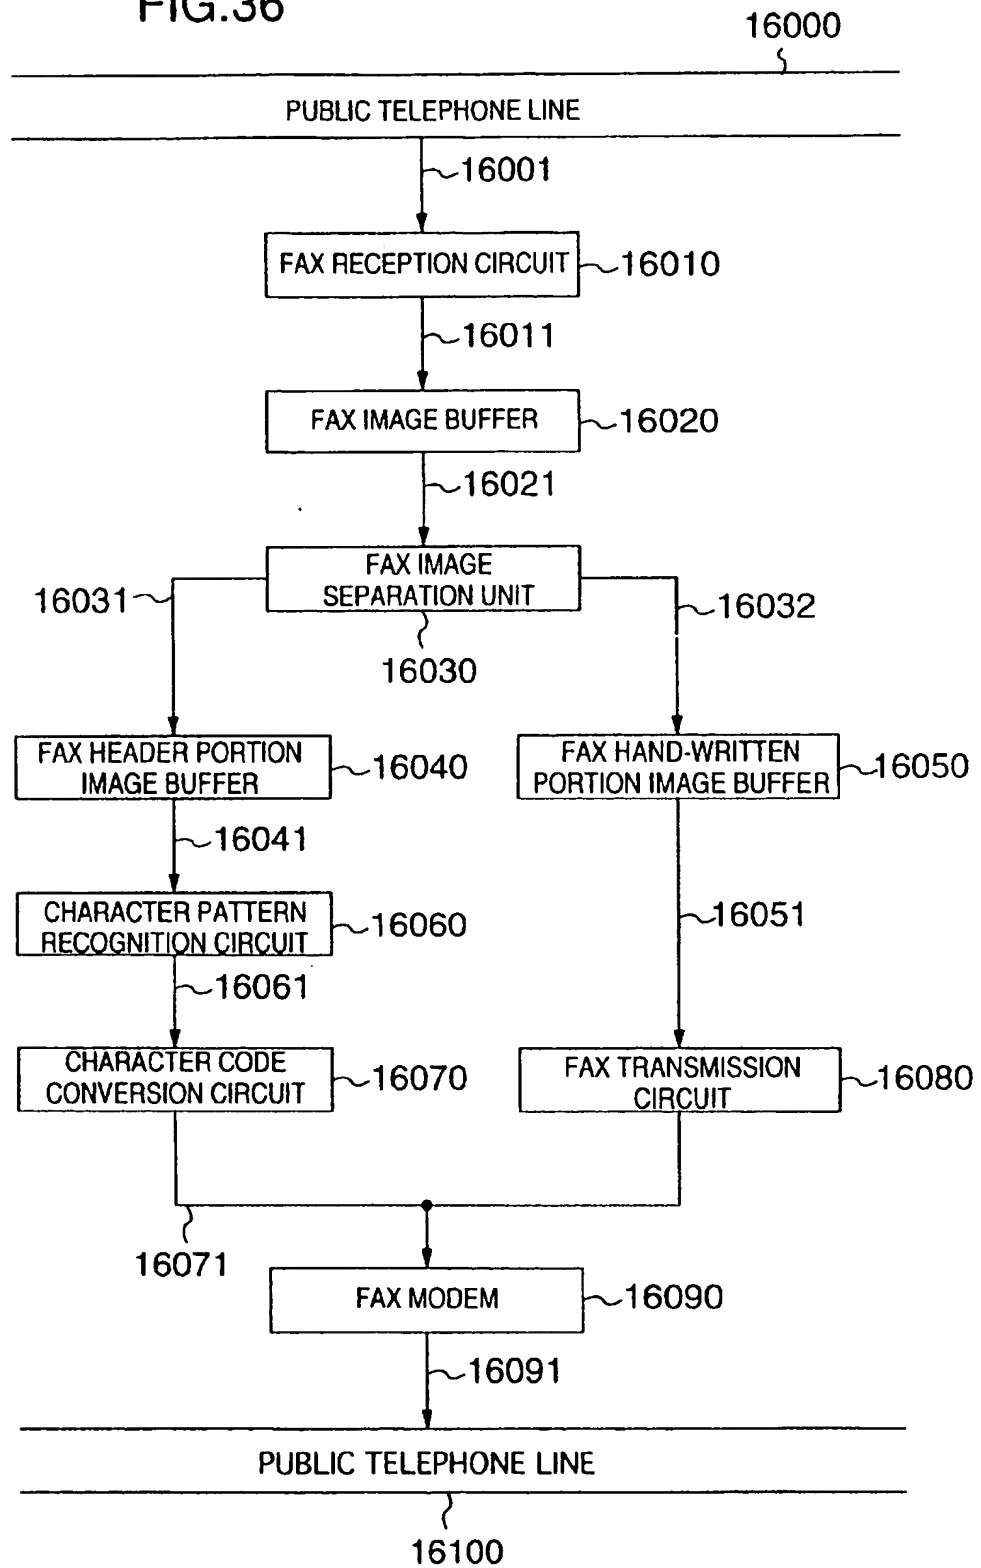 FIG.36
16000
PUBLIC TELEPHONE LINE
16001
FAX RECEPTION CIRCUIT
16010
16011
FAX IMAGE BUFFER
16020
16021
FAX IMAGE
SEPARATION UNIT
16031
16032
16030
FAX HEADER PORTION
IMAGE BUFFER
16040
FAX HAND-WRITTEN
PORTION IMAGE BUFFER
16050
16041
CHARACTER PATTERN
RECOGNITION CIRCUIT
16060
16051
16061
CHARACTER CODE
CONVERSION CIRCUIT
16070
FAX TRANSMISSION
CIRCUIT
16080
16071
FAX MODEM
16090
16091
PUBLIC TELEPHONE LINE
16100